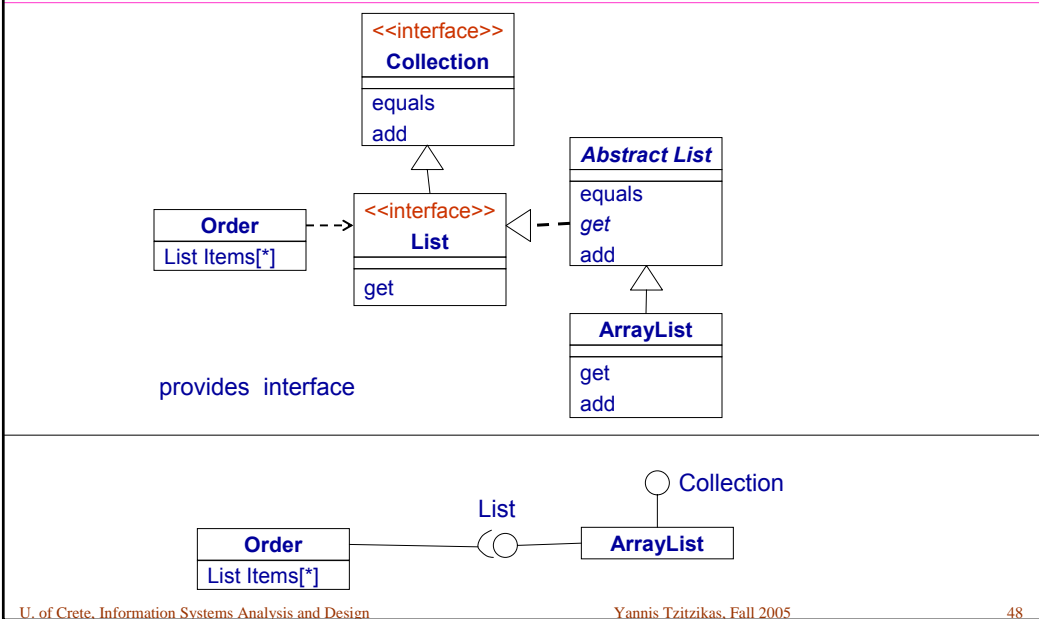 <<interface>>
Collection
equals
add
Abstract List
equals
get
add
Order
List Items[*]
<<interface>>
List
get
ArrayList
get
add
provides interface
Collection
List
Order
List Items[*]
ArrayList
U. of Crete, Information Systems Analysis and Design
Yannis Tzitzikas, Fall 2005
48